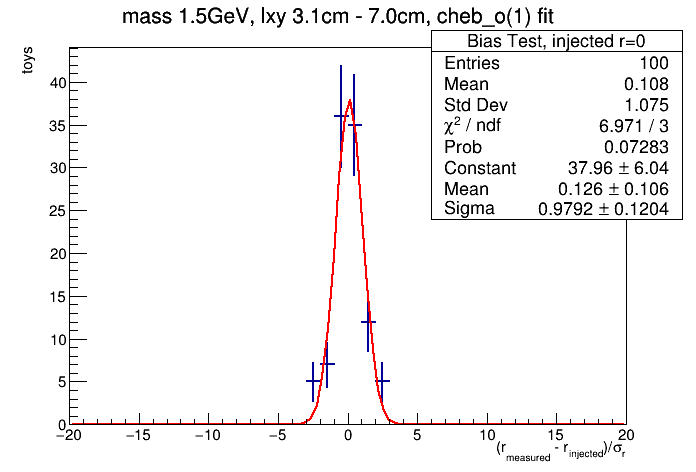 mass 1.5GeV, lxy 3.1cm - 7.0cm, cheb_o(1) fit
Bias Test, injected r=0
Entries 100
Mean 0.108
Std Dev 1.075
χ² / ndf 6.971 / 3
Prob 0.07283
Constant 37.96 ± 6.04
Mean 0.126 ± 0.106
Sigma 0.9792 ± 0.1204
toys
40
35
30
25
20
15
10
5
0
−20 −15 −10 −5 0 5 10 15 20
(r_measured - r_injected)/σ_r